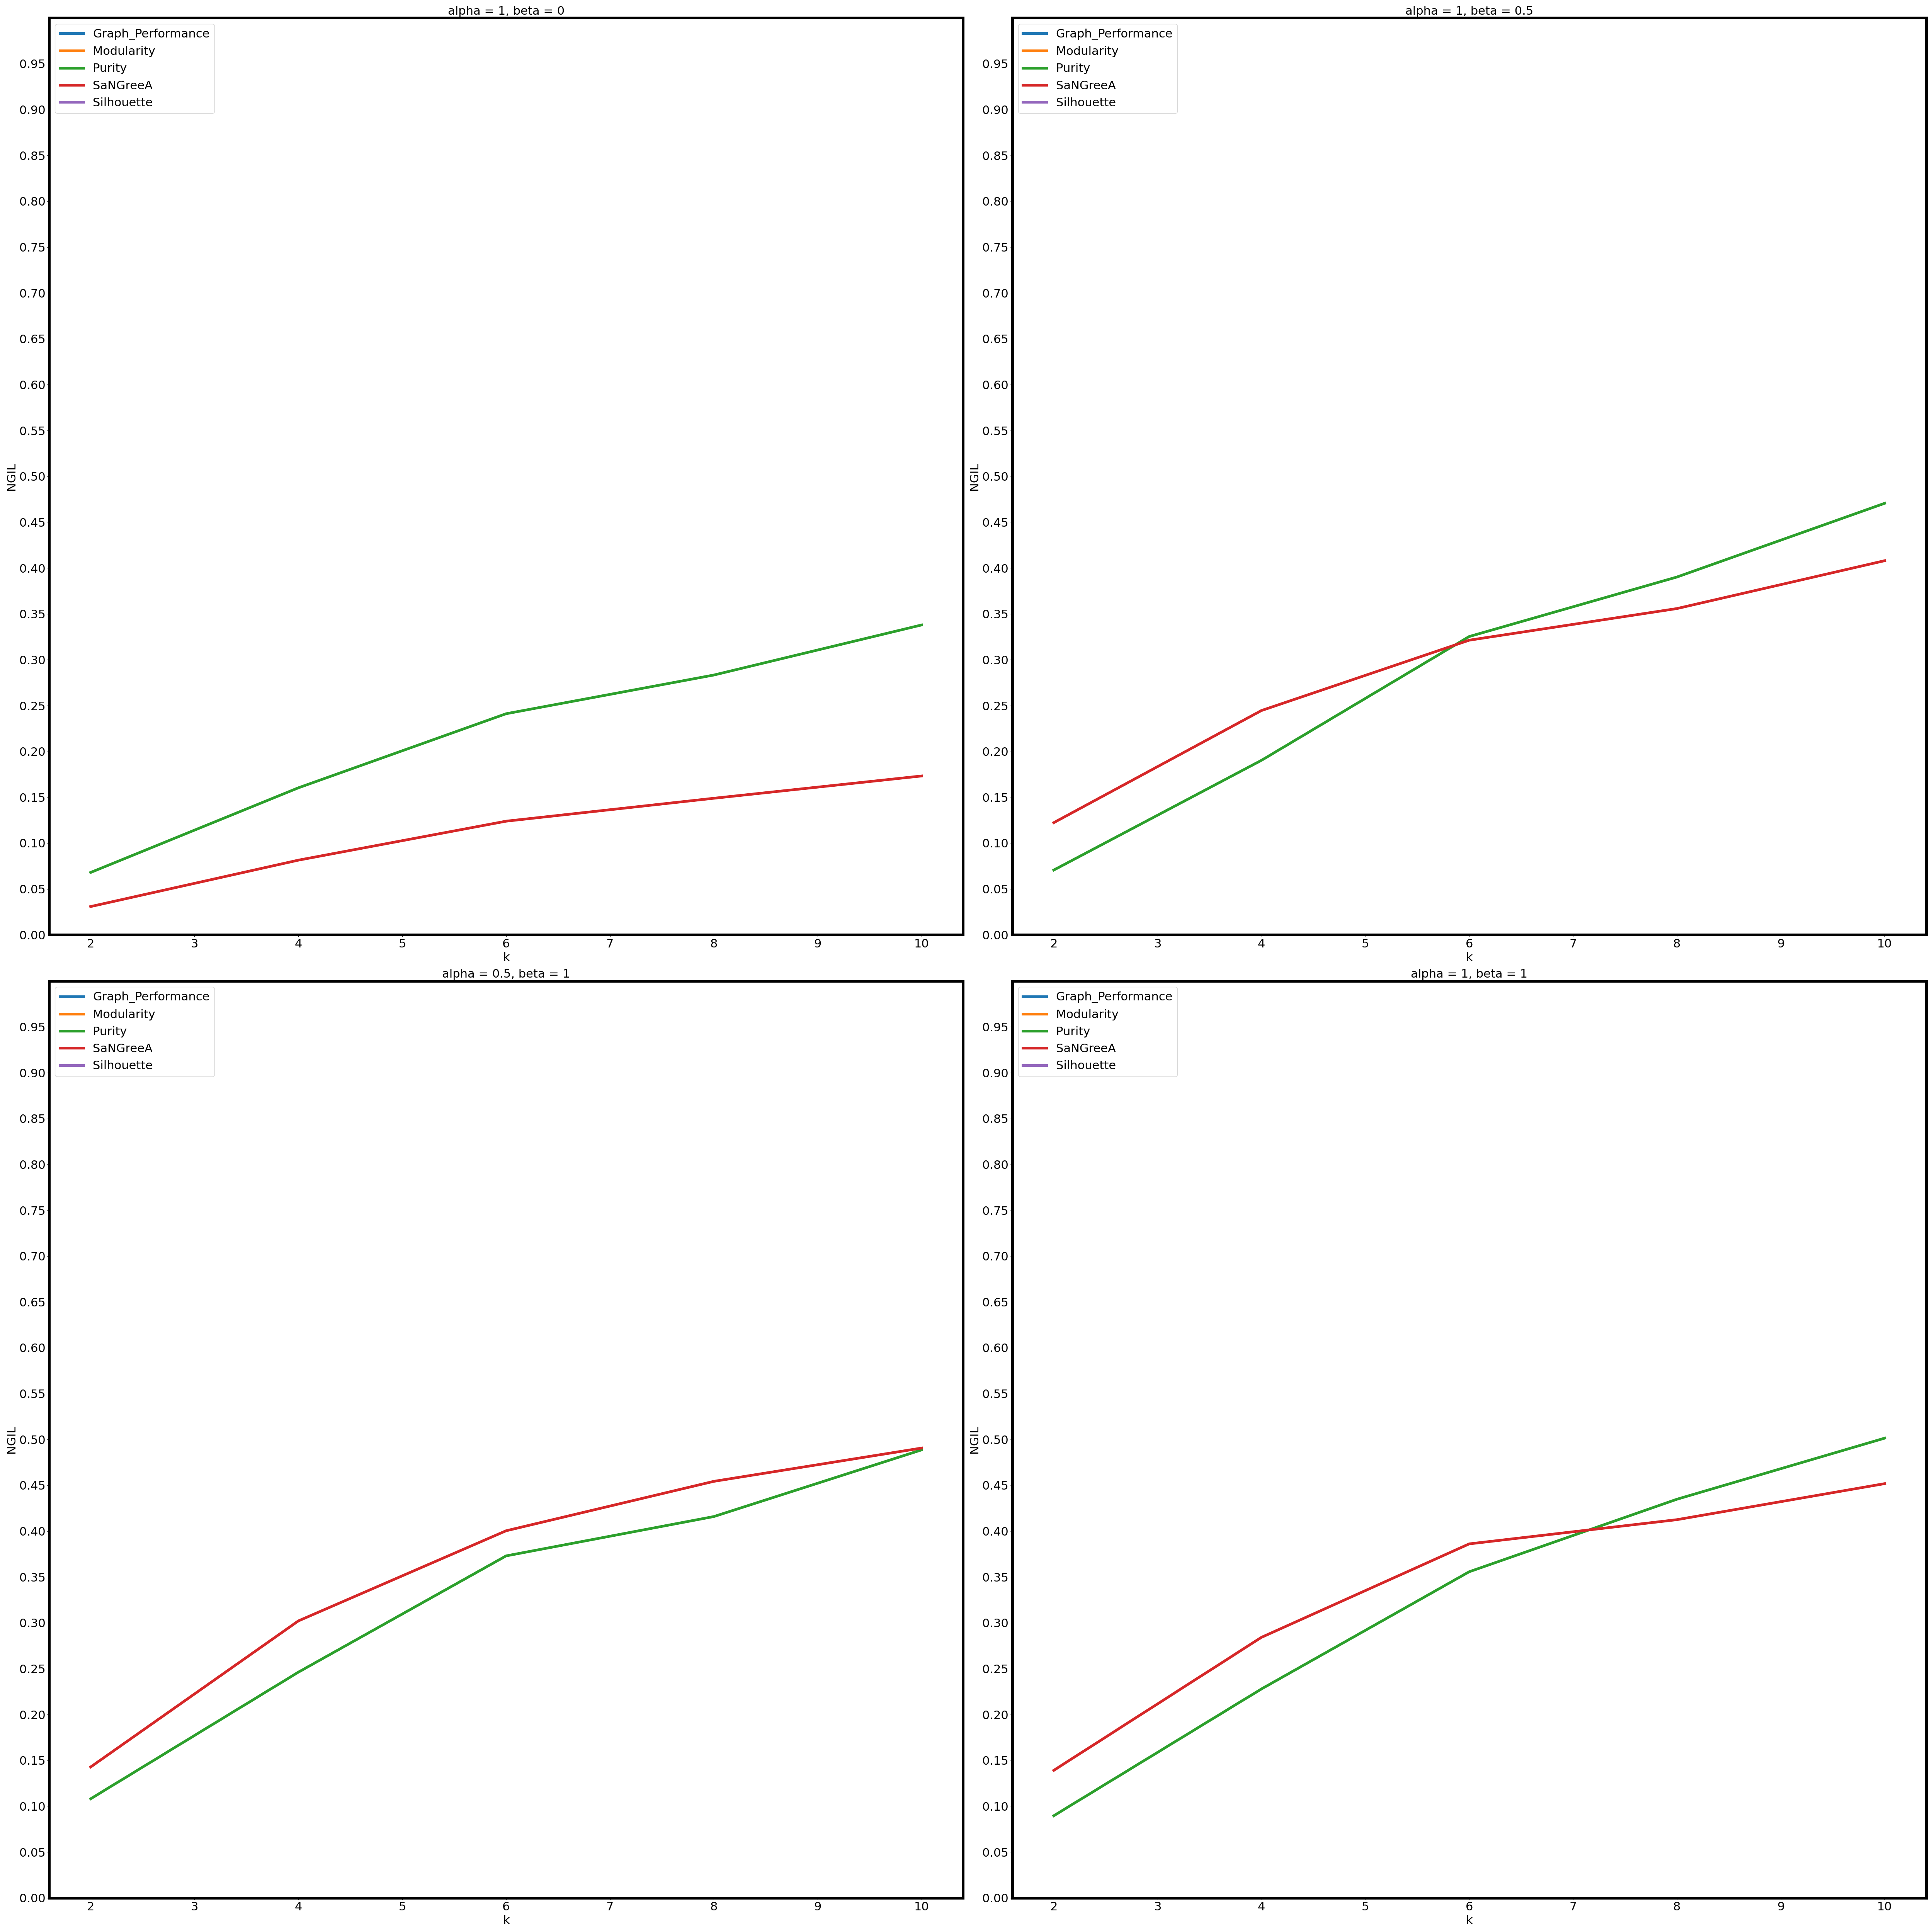 alpha = 1, beta = 0
Graph_Performance
Modularity
Purity
SaNGreeA
Silhouette
0.95
0.90
0.85
0.80
0.75
0.70
0.65
0.60
0.55
0.50
0.45
0.40
0.35
0.30
0.25
0.20
0.15
0.10
0.05
0.00
NGIL
2 3 4 5 6 7 8 9 10
k
alpha = 1, beta = 0.5
Graph_Performance
Modularity
Purity
SaNGreeA
Silhouette
0.95
0.90
0.85
0.80
0.75
0.70
0.65
0.60
0.55
0.50
0.45
0.40
0.35
0.30
0.25
0.20
0.15
0.10
0.05
0.00
NGIL
2 3 4 5 6 7 8 9 10
k
alpha = 0.5, beta = 1
Graph_Performance
Modularity
Purity
SaNGreeA
Silhouette
0.95
0.90
0.85
0.80
0.75
0.70
0.65
0.60
0.55
0.50
0.45
0.40
0.35
0.30
0.25
0.20
0.15
0.10
0.05
0.00
NGIL
2 3 4 5 6 7 8 9 10
k
alpha = 1, beta = 1
Graph_Performance
Modularity
Purity
SaNGreeA
Silhouette
0.95
0.90
0.85
0.80
0.75
0.70
0.65
0.60
0.55
0.50
0.45
0.40
0.35
0.30
0.25
0.20
0.15
0.10
0.05
0.00
NGIL
2 3 4 5 6 7 8 9 10
k